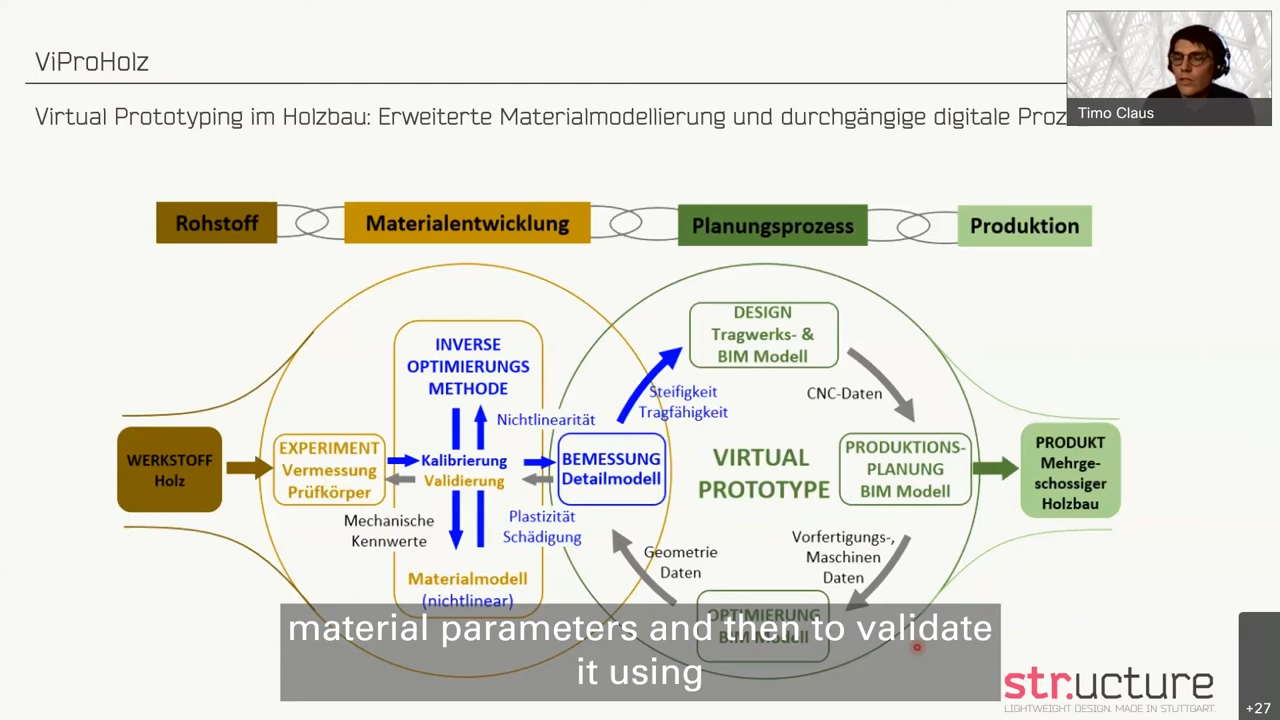 ViProHolz
Virtual Prototyping im Holzbau: Erweiterte Materialmodellierung und durchgängige digitale
Timo Claus
Rohstoff
Materialentwicklung
Planungsprozess
Produktion
WERKSTOFF
Holz
EXPERIMENT
Vermessung
Prüfkörper
INVERSE
OPTIMIERUNGS
METHODE
Nichtlinearität
Kalibrierung
Validierung
Mechanische
Kennwerte
Plastizität
Schädigung
Materialmodell
(nichtlinear)
BEMESSUNG
Detailmodell
Steifigkeit
Tragfähigkeit
DESIGN
Tragwerks- &
BIM Modell
CNC-Daten
VIRTUAL
PROTOTYPE
PRODUKTIONS-
PLANUNG
BIM Modell
Vorfertigungs-,
Maschinen
Daten
Geometrie
Daten
OPTIMIERUNG
BIM Modell
PRODUKT
Mehrge-
schossiger
Holzbau
material parameters and then to validate
it using
str.ucture
LIGHTWEIGHT DESIGN. MADE IN STUTTGART.
+27